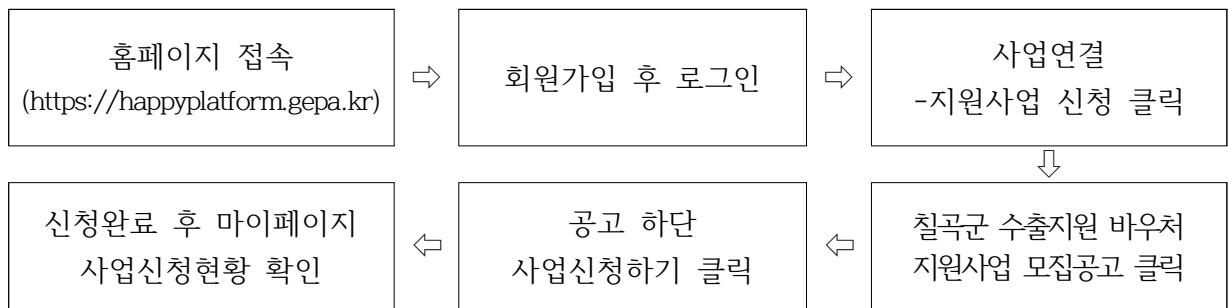 홈페이지 접속
(https://happyplatform.gepa.kr)
⇨
회원가입 후 로그인
⇨
사업연결
-지원사업 신청 클릭
⇩
칠곡군 수출지원 바우처
지원사업 모집공고 클릭
⇦
공고 하단
사업신청하기 클릭
⇦
신청완료 후 마이페이지
사업신청현황 확인